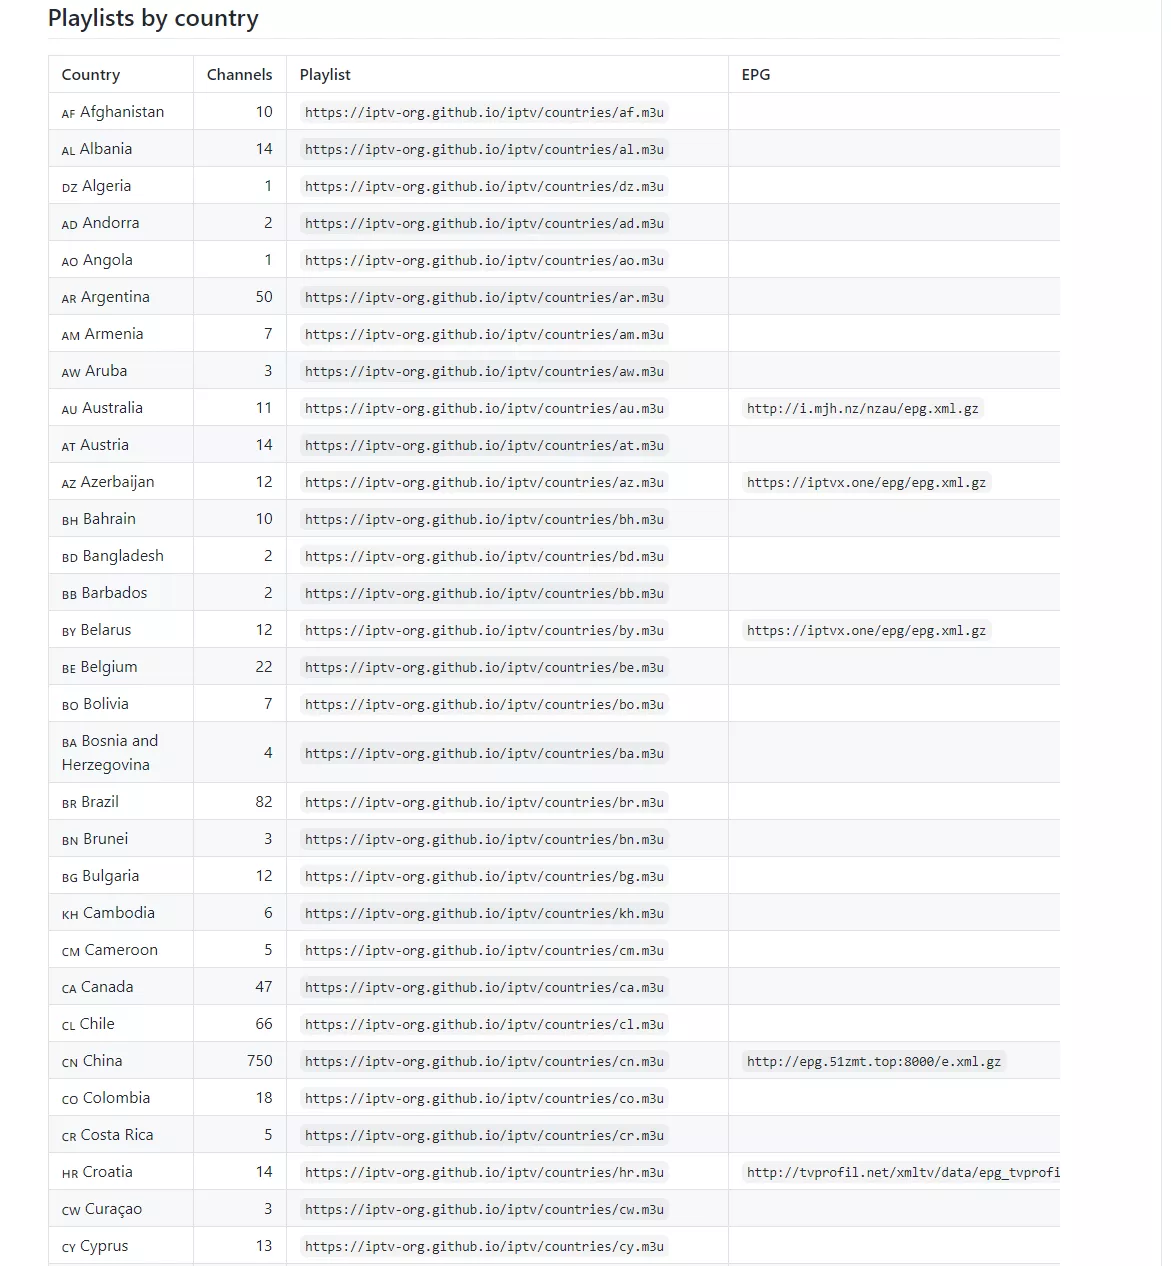 Playlists by country
Country Channels Playlist EPG
AF Afghanistan 10 https://iptv-org.github.io/iptv/countries/af.m3u
AL Albania 14 https://iptv-org.github.io/iptv/countries/al.m3u
DZ Algeria 1 https://iptv-org.github.io/iptv/countries/dz.m3u
AD Andorra 2 https://iptv-org.github.io/iptv/countries/ad.m3u
AO Angola 1 https://iptv-org.github.io/iptv/countries/ao.m3u
AR Argentina 50 https://iptv-org.github.io/iptv/countries/ar.m3u
AM Armenia 7 https://iptv-org.github.io/iptv/countries/am.m3u
AW Aruba 3 https://iptv-org.github.io/iptv/countries/aw.m3u
AU Australia 11 https://iptv-org.github.io/iptv/countries/au.m3u http://i.mjh.nz/nzau/epg.xml.gz
AT Austria 14 https://iptv-org.github.io/iptv/countries/at.m3u
AZ Azerbaijan 12 https://iptv-org.github.io/iptv/countries/az.m3u https://iptvx.one/epg/epg.xml.gz
BH Bahrain 10 https://iptv-org.github.io/iptv/countries/bh.m3u
BD Bangladesh 2 https://iptv-org.github.io/iptv/countries/bd.m3u
BB Barbados 2 https://iptv-org.github.io/iptv/countries/bb.m3u
BY Belarus 12 https://iptv-org.github.io/iptv/countries/by.m3u https://iptvx.one/epg/epg.xml.gz
BE Belgium 22 https://iptv-org.github.io/iptv/countries/be.m3u
BO Bolivia 7 https://iptv-org.github.io/iptv/countries/bo.m3u
BA Bosnia and
Herzegovina 4 https://iptv-org.github.io/iptv/countries/ba.m3u
BR Brazil 82 https://iptv-org.github.io/iptv/countries/br.m3u
BN Brunei 3 https://iptv-org.github.io/iptv/countries/bn.m3u
BG Bulgaria 12 https://iptv-org.github.io/iptv/countries/bg.m3u
KH Cambodia 6 https://iptv-org.github.io/iptv/countries/kh.m3u
CM Cameroon 5 https://iptv-org.github.io/iptv/countries/cm.m3u
CA Canada 47 https://iptv-org.github.io/iptv/countries/ca.m3u
CL Chile 66 https://iptv-org.github.io/iptv/countries/cl.m3u
CN China 750 https://iptv-org.github.io/iptv/countries/cn.m3u http://epg.51zmt.top:8000/e.xml.gz
CO Colombia 18 https://iptv-org.github.io/iptv/countries/co.m3u
CR Costa Rica 5 https://iptv-org.github.io/iptv/countries/cr.m3u
HR Croatia 14 https://iptv-org.github.io/iptv/countries/hr.m3u http://tvprofil.net/xmltv/data/epg_tvprofi
CW Curaçao 3 https://iptv-org.github.io/iptv/countries/cw.m3u
CY Cyprus 13 https://iptv-org.github.io/iptv/countries/cy.m3u